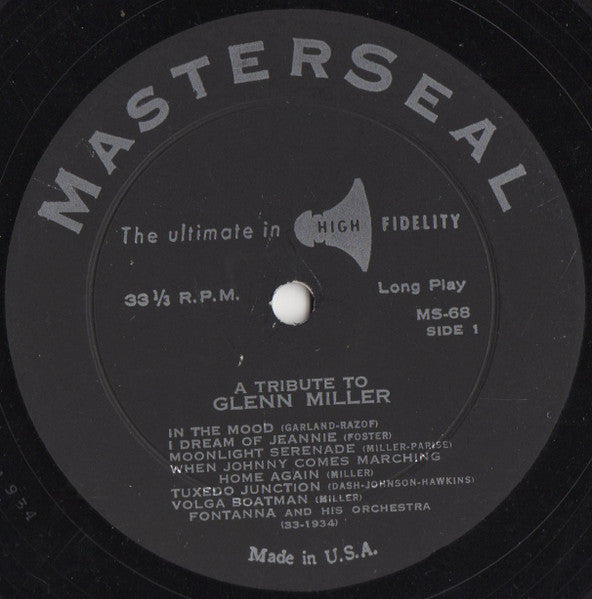 MASTERSEAL
The ultimate in HIGH FIDELITY
33 1/3 R.P.M. Long Play
MS-68
SIDE 1
A TRIBUTE TO
GLENN MILLER
IN THE MOOD (GARLAND-RAZOF)
I DREAM OF JEANNIE (FOSTER)
MOONLIGHT SERENADE (MILLER-PARISE)
WHEN JOHNNY COMES MARCHING
HOME AGAIN (MILLER)
TUXEDO JUNCTION (DASH-JOHNSON-HAWKINS)
VOLGA BOATMAN (MILLER)
FONTANNA AND HIS ORCHESTRA
(33-1934)
Made in U.S.A.
1934